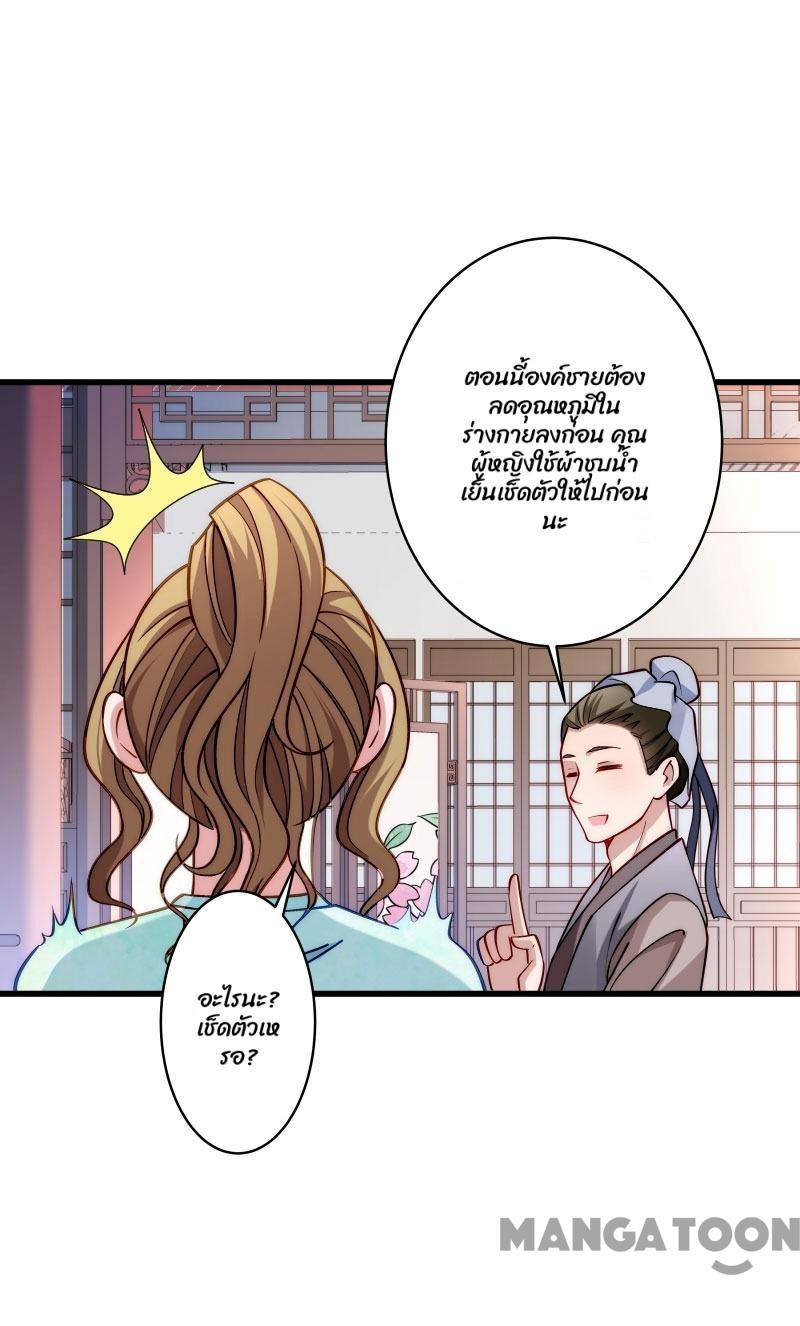 ตอนนี้องค์ชายต้อง
ลดอุณหภูมิใน
ร่างกายลงก่อน คุณ
ผู้หญิงใช้ผ้าชุบน้ำ
เย็นเช็ดตัวให้ไปก่อน
นะ
อะไรนะ?
เช็ดตัวเห
รอ?
MANGATOON